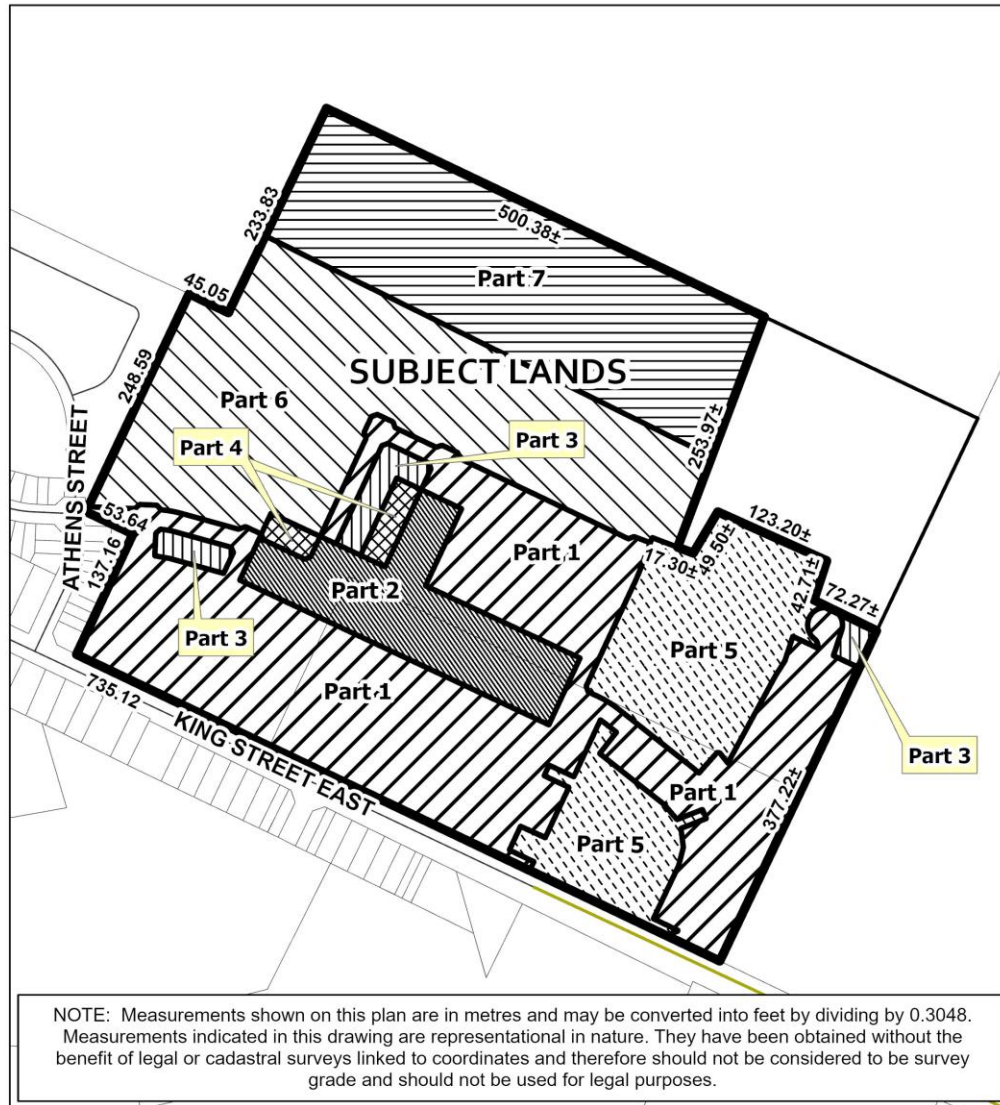 233.83
500.38±
Part 7
45.05
SUBJECT LANDS
248.59
Part 6
253.97±
Part 4
Part 3
ATHENS STREET
53.64
123.20±
49.50±
17.30±
Part 1
137.16
42.71±
72.27±
Part 2
Part 3
Part 5
Part 1
735.12
KING STREET EAST
Part 3
Part 1
377.22±
Part 5
NOTE: Measurements shown on this plan are in metres and may be converted into feet by dividing by 0.3048.
Measurements indicated in this drawing are representational in nature. They have been obtained without the
benefit of legal or cadastral surveys linked to coordinates and therefore should not be considered to be survey
grade and should not be used for legal purposes.